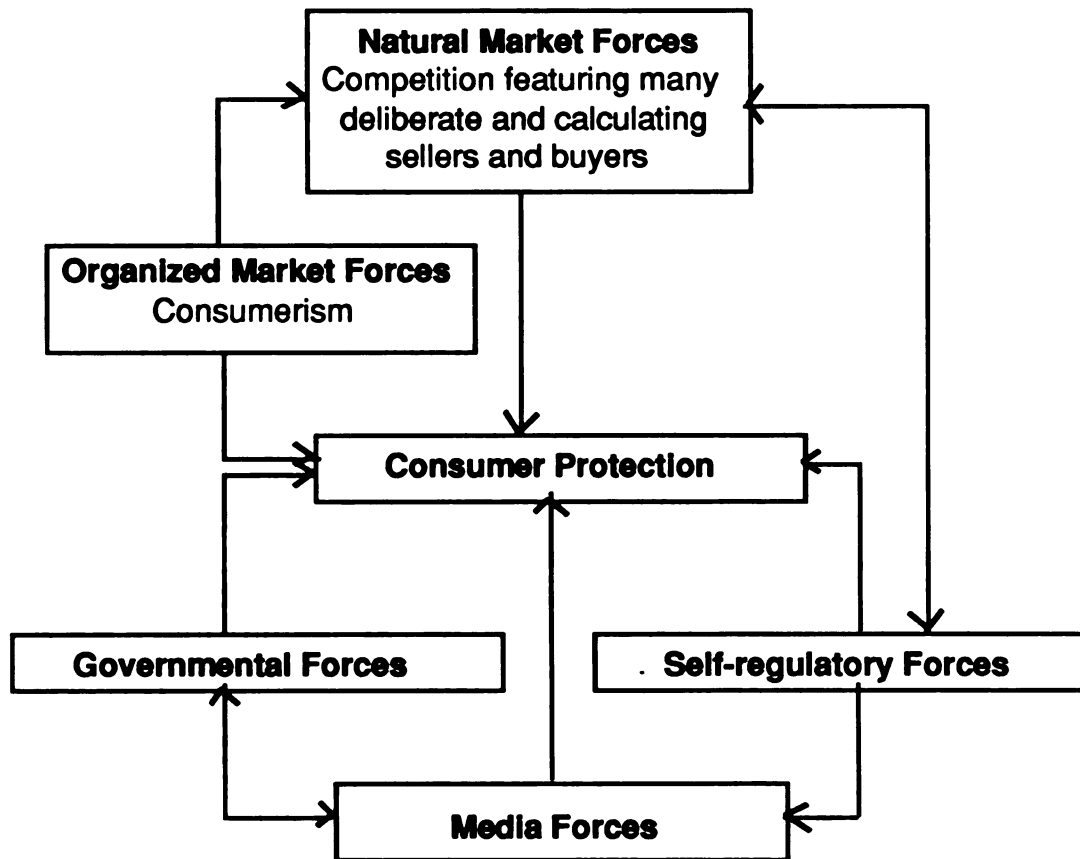 Natural Market Forces
Competition featuring many
deliberate and calculating
sellers and buyers
Organized Market Forces
Consumerism
Consumer Protection
Governmental Forces
Self-regulatory Forces
Media Forces